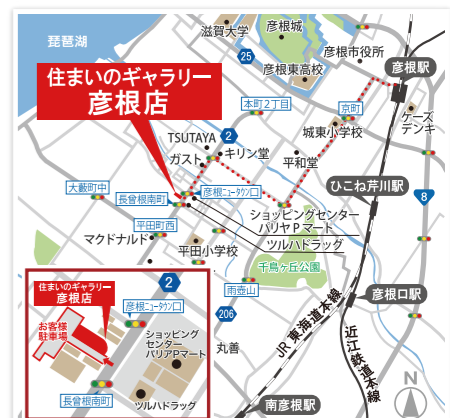 琵琶湖
滋賀大学
彦根城
彦根市役所
25
彦根東高校
彦根駅
住まいのギャラリー
彦根店
本町2丁目
京町
ケーズ
デンキ
2
城東小学校
TSUTAYA
キリン堂
ガスト
平和堂
大藪町中
彦根ニュータウン口
長曽根南町
ひこね芹川駅
8
ショッピングセンター
パリヤPマート
ツルハドラッグ
平田町西
マクドナルド
平田小学校
千鳥ヶ丘公園
雨壺山
彦根口駅
206
丸善
JR東海道本線
近江鉄道本線
南彦根駅
N
2
住まいのギャラリー
彦根店
彦根ニュータウン口
お客様
駐車場
ショッピング
センター
パリアPマート
長曽根南町
ツルハドラッグ